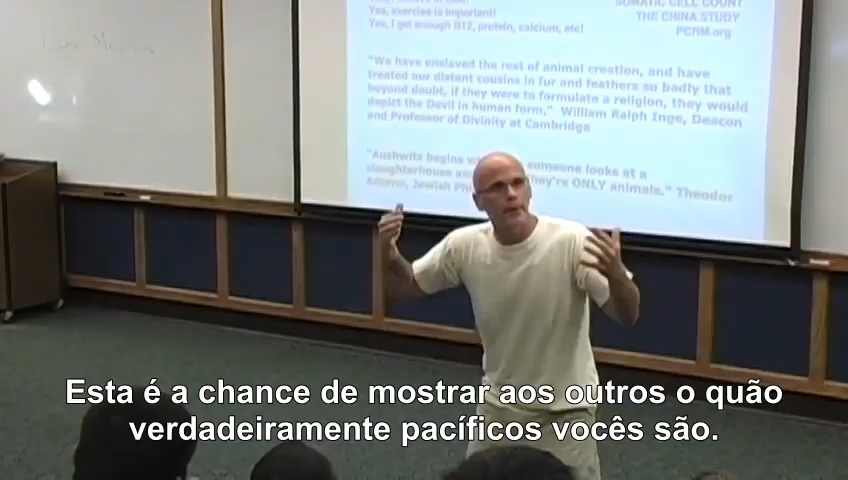 SOMATIC CELL COUNT
Yes, exercise is important!
THE CHINA STUDY
Yes, I get enough B12, protein, calcium, etc!
PCRM.org
"We have enslaved the rest of animal creation, and have
treated our distant cousins in fur and feathers so badly that
beyond doubt, if they were to formulate a religion, they would
depict the Devil in human form," William Ralph Inge, Deacon
and Professor of Divinity at Cambridge
"Aushwitz begins someone looks at a
slaughterhouse they're ONLY animals." Theodor
Adorno, Jewish
Esta é a chance de mostrar aos outros o quão
verdadeiramente pacíficos vocês são.